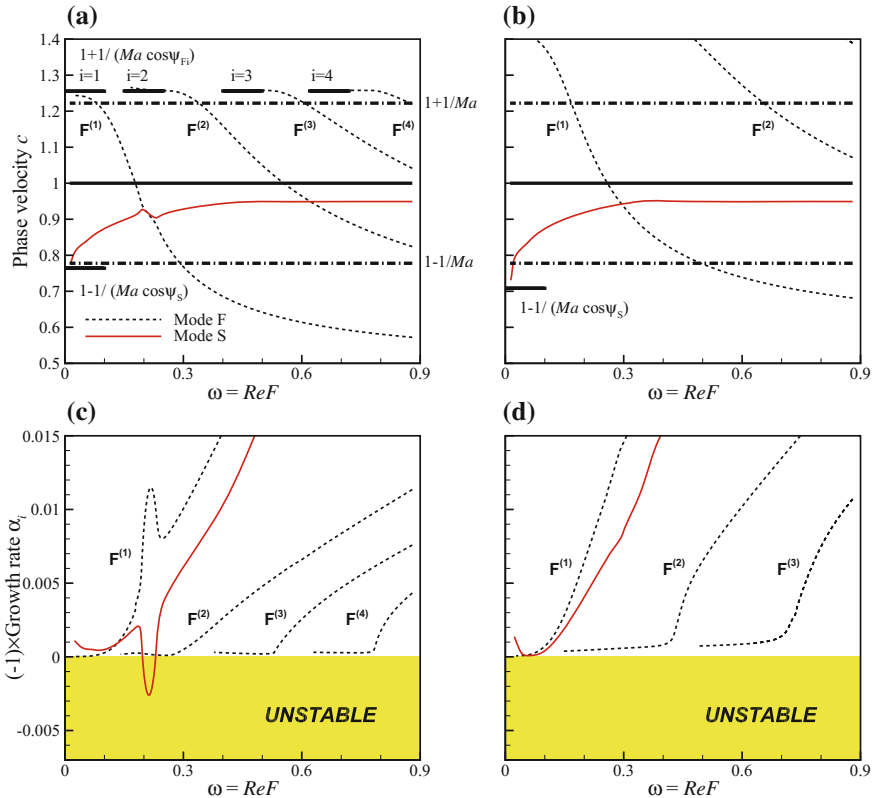 (a)
1.4
1.3
1.2
1.1
1
0.9
0.8
0.7
0.6
0.5
Phase velocity c
1+1/(Ma cosψFi)
i=1 i=2 i=3 i=4
1+1/Ma
F(1) F(2) F(3) F(4)
1-1/Ma
1-1/(Ma cosψS)
Mode F
Mode S
0 0.3 0.6 0.9
ω = ReF
(b)
F(1) F(2)
1-1/(Ma cosψS)
0 0.3 0.6 0.9
ω = ReF
(c)
0.015
0.01
0.005
0
-0.005
(-1)×Growth rate αi
F(1)
F(2) F(3) F(4)
UNSTABLE
0 0.3 0.6 0.9
ω = ReF
(d)
F(1) F(2) F(3)
UNSTABLE
0 0.3 0.6 0.9
ω = ReF